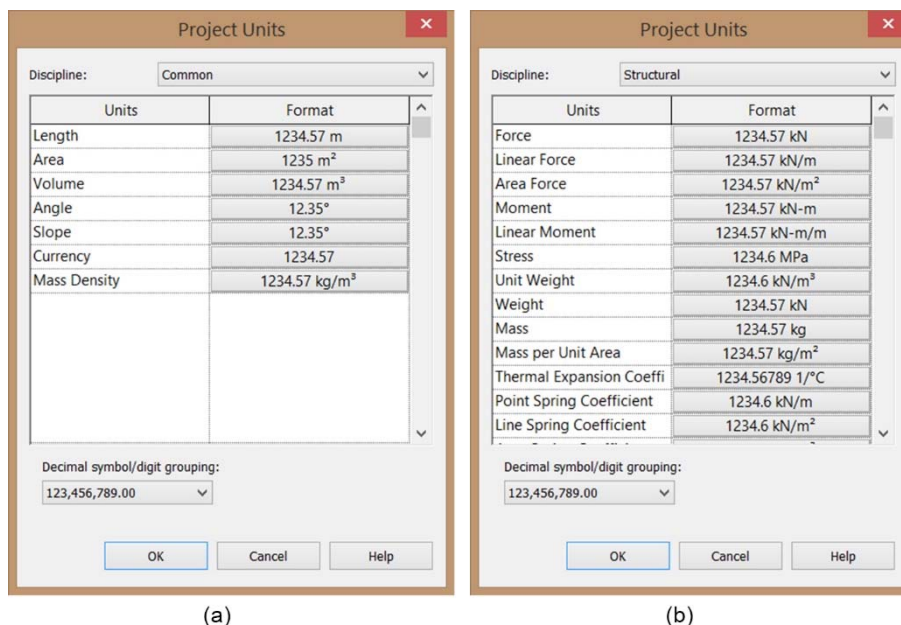 Project Units
Discipline: Common
Units Format
Length 1234.57 m
Area 1235 m²
Volume 1234.57 m³
Angle 12.35°
Slope 12.35°
Currency 1234.57
Mass Density 1234.57 kg/m³
Decimal symbol/digit grouping:
123,456,789.00
OK Cancel Help
(a)
Project Units
Discipline: Structural
Units Format
Force 1234.57 kN
Linear Force 1234.57 kN/m
Area Force 1234.57 kN/m²
Moment 1234.57 kN-m
Linear Moment 1234.57 kN-m/m
Stress 1234.6 MPa
Unit Weight 1234.6 kN/m³
Weight 1234.57 kN
Mass 1234.57 kg
Mass per Unit Area 1234.57 kg/m²
Thermal Expansion Coeffi 1234.56789 1/°C
Point Spring Coefficient 1234.6 kN/m
Line Spring Coefficient 1234.6 kN/m²
Decimal symbol/digit grouping:
123,456,789.00
OK Cancel Help
(b)